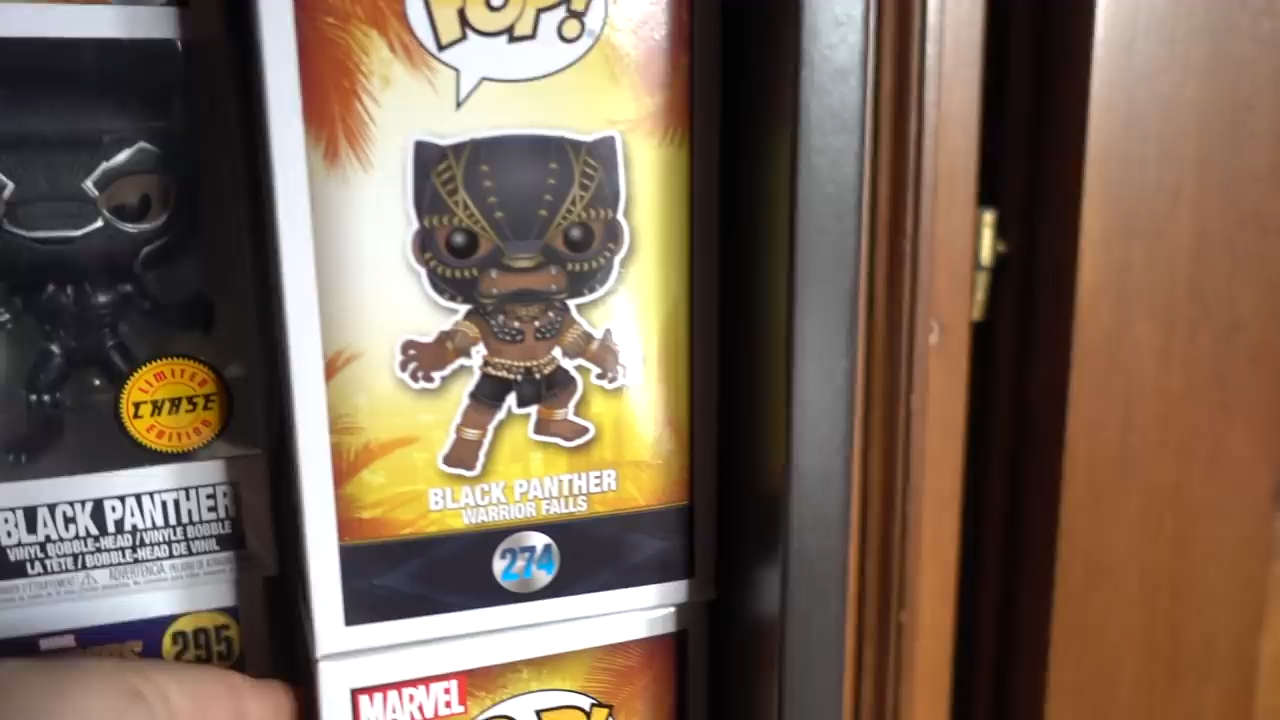 POP!
LIMITED
CHASE
EDITION
BLACK PANTHER
VINYL BOBBLE-HEAD / VINYLE BOBBLE
LA TÊTE / BOBBLE-HEAD DE VINIL
ADVERTENCIA
295
BLACK PANTHER
WARRIOR FALLS
274
MARVEL